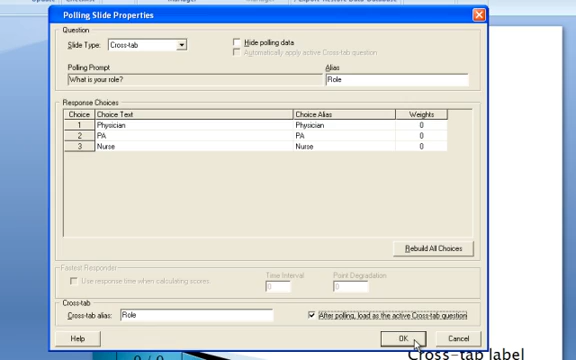 Polling Slide Properties
Question
Slide Type: Cross-tab
Hide polling data
Automatically apply active Cross-tab question
Polling Prompt Alias
What is your role? Role
Response Choices
Choice Choice Text Choice Alias Weights
1 Physician Physician 0
2 PA PA 0
3 Nurse Nurse 0
Rebuild All Choices
Fastest Responder
Time Interval Point Degradation
Use response time when calculating scores. 0 0
Cross-tab
Cross-tab alias: Role After polling, load as the active Cross-tab question
Help OK Cancel
0 / 0 Cross-tab label